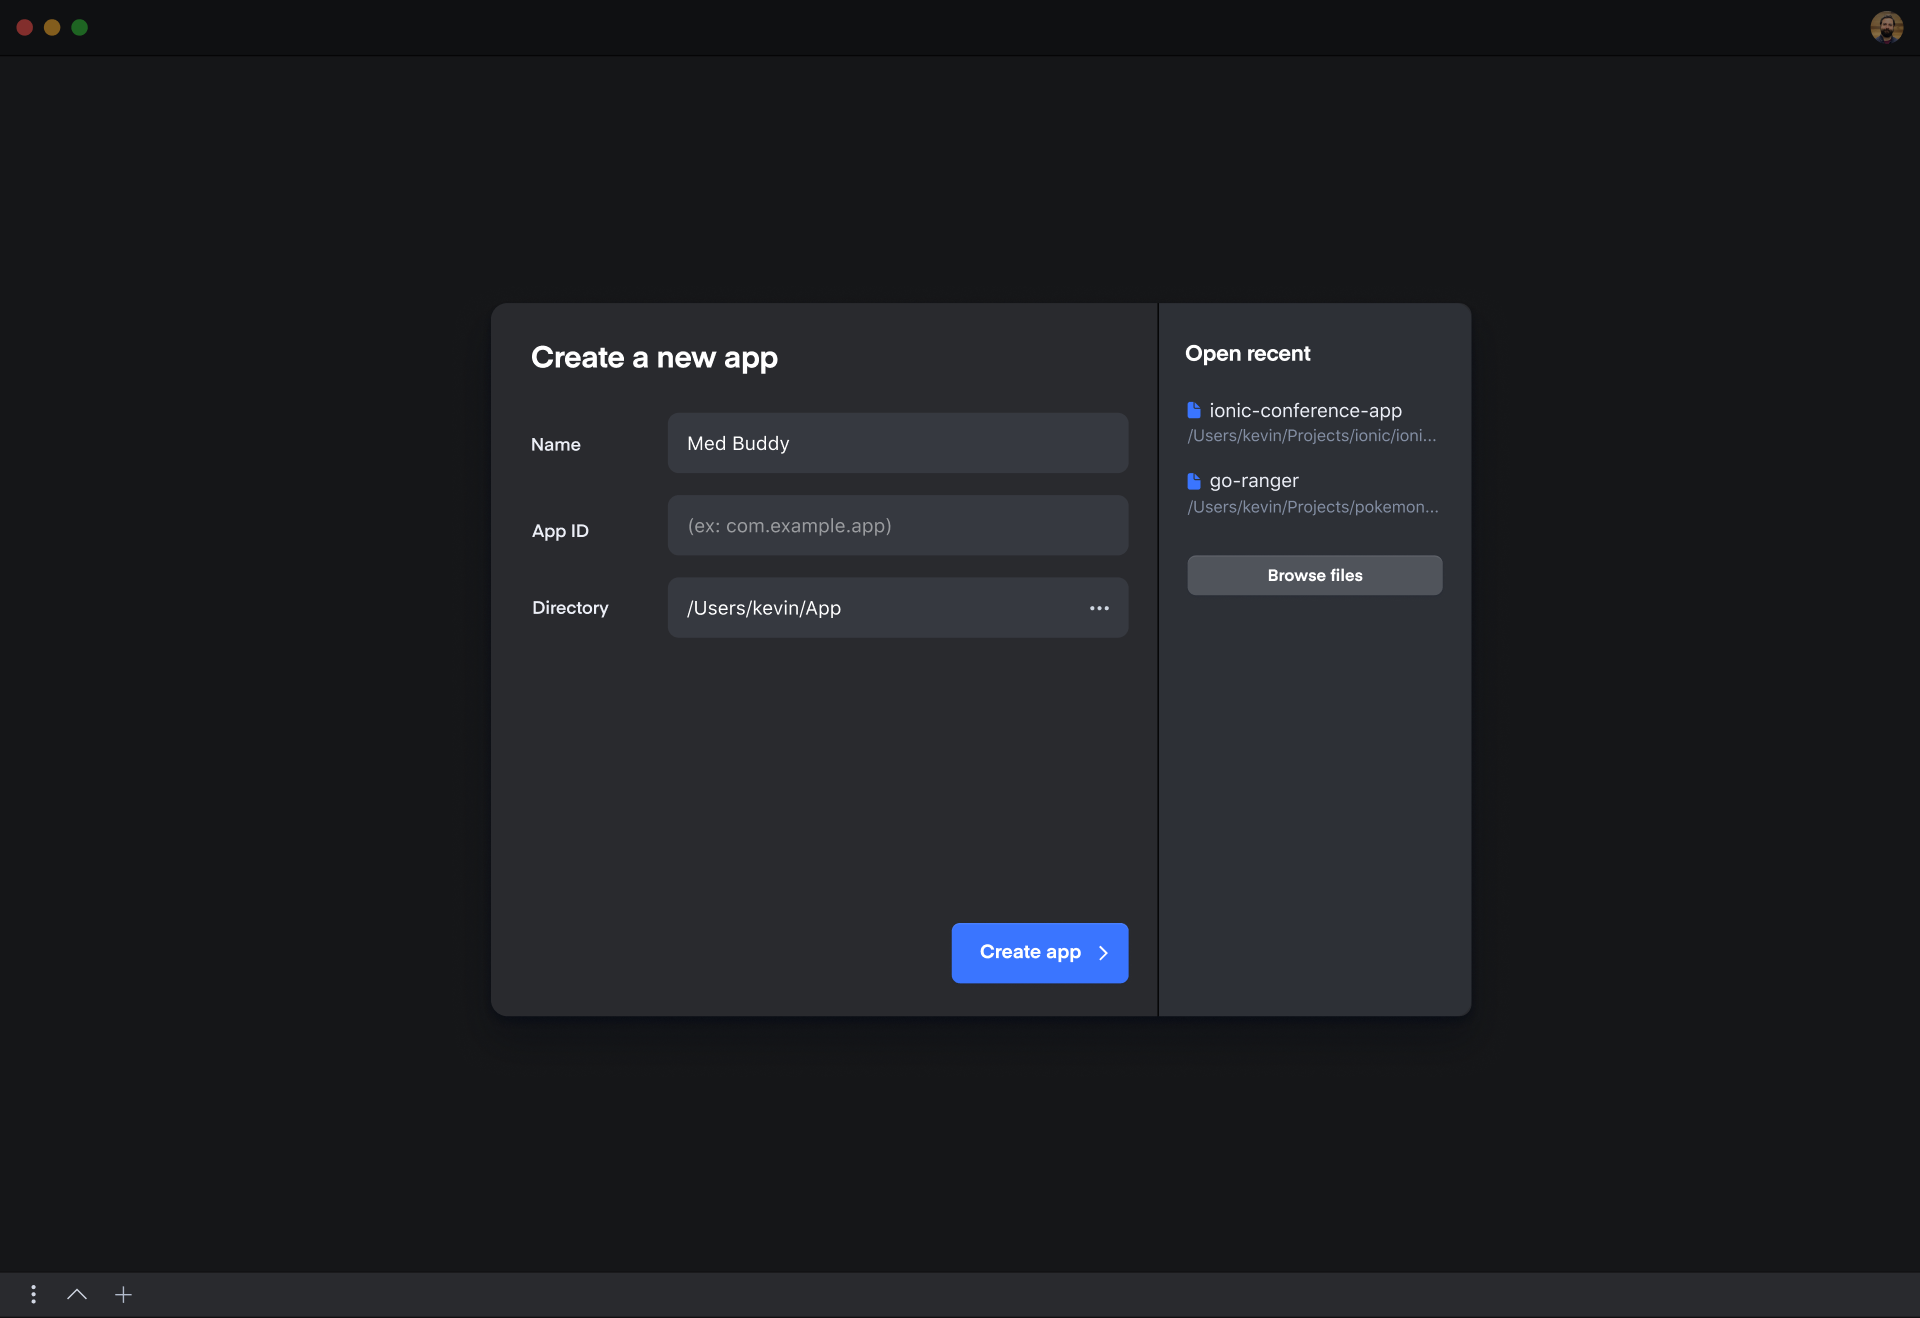 Create a new app
Name
Med Buddy
App ID
(ex: com.example.app)
Directory
/Users/kevin/App
Create app
Open recent
ionic-conference-app
/Users/kevin/Projects/ionic/ioni...
go-ranger
/Users/kevin/Projects/pokemon...
Browse files